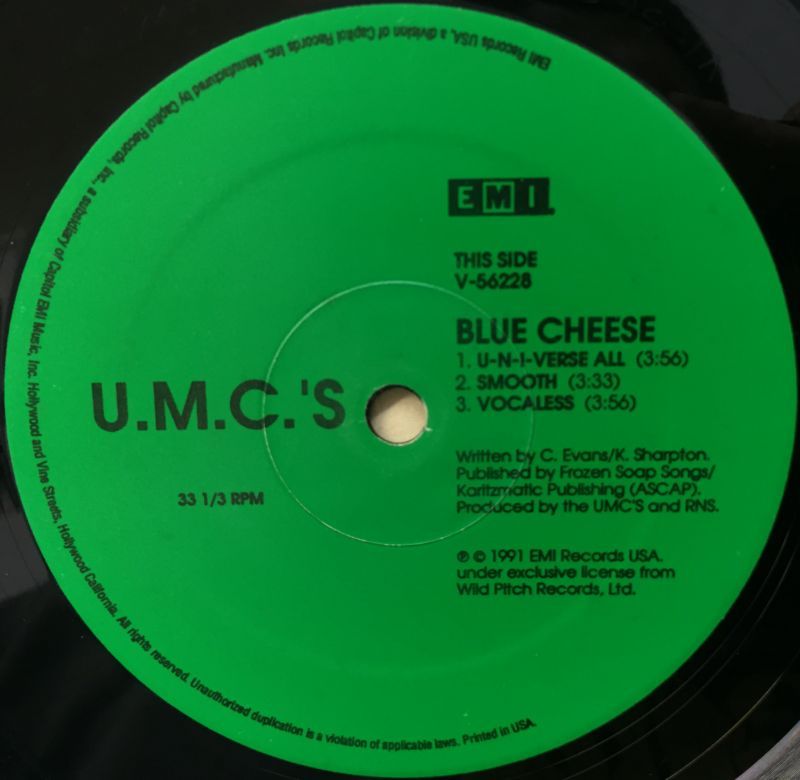 EMI
THIS SIDE
V-56228
BLUE CHEESE
1. U-N-I-VERSE ALL (3:56)
2. SMOOTH (3:33)
3. VOCALESS (3:56)
U.M.C.'S
33 1/3 RPM
Written by C. Evans/K. Sharpton.
Published by Frozen Soap Songs/
Karitzmatic Publishing (ASCAP).
Produced by the UMC'S and RNS.
℗ © 1991 EMI Records USA.
under exclusive license from
Wild Pitch Records, Ltd.
EMI Records USA, a division of Capitol Records Inc. Manufactured by Capitol Records, Inc., a subsidiary of Capitol EMI Music, Inc. Hollywood and Vine Streets, Hollywood California. All rights reserved. Unauthorized duplication is a violation of applicable laws. Printed in USA.